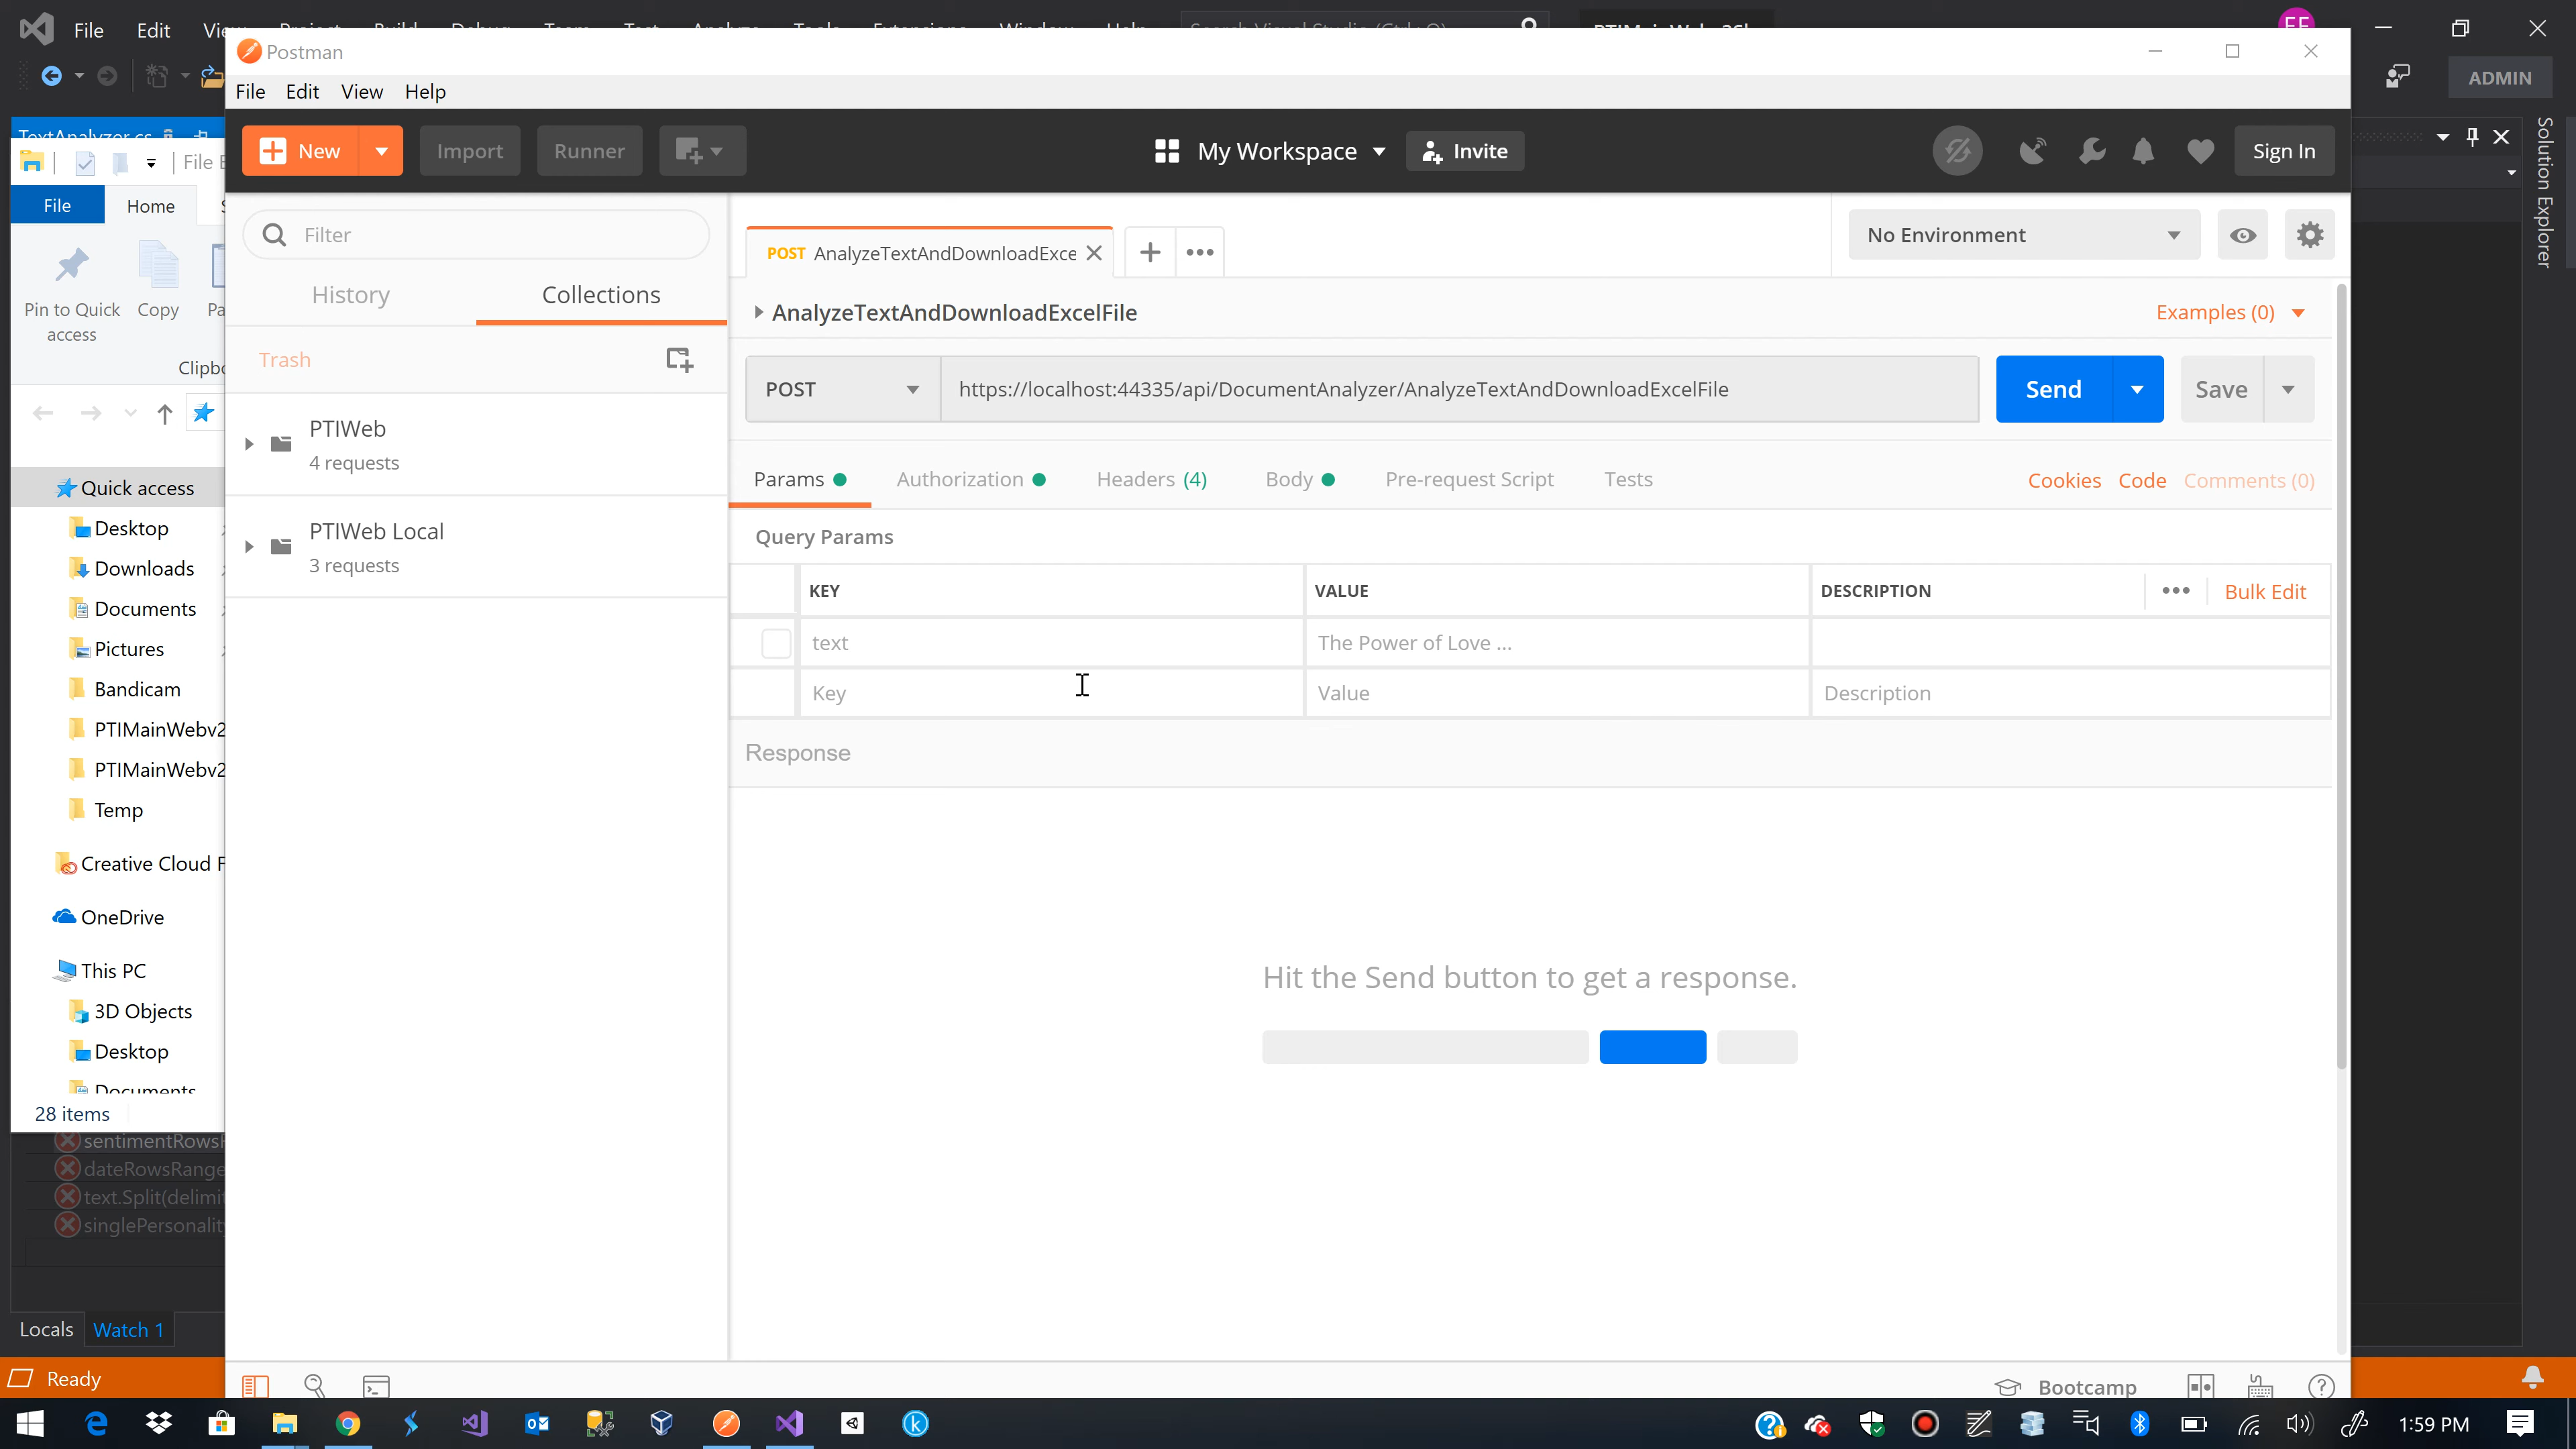 File Edit
Postman
File Edit View Help
ADMIN
New Import Runner My Workspace Invite Sign In
File
File Home
Pin to Quick access
Copy
Quick access
Desktop
Downloads
Documents
Pictures
Bandicam
PTIMainWebv2
PTIMainWebv2
Temp
Creative Cloud F
OneDrive
This PC
3D Objects
Desktop
Documents
28 items
sentimentRows
dateRowsRange
text.Split(delimi
singlePersonality
Locals Watch 1
Ready
Filter
History Collections
Trash
PTIWeb
4 requests
PTIWeb Local
3 requests
POST AnalyzeTextAndDownloadExce
No Environment
AnalyzeTextAndDownloadExcelFile
Examples (0)
POST https://localhost:44335/api/DocumentAnalyzer/AnalyzeTextAndDownloadExcelFile Send Save
Params Authorization Headers (4) Body Pre-request Script Tests Cookies Code Comments (0)
Query Params
KEY VALUE DESCRIPTION Bulk Edit
text The Power of Love ...
Key Value Description
Response
Hit the Send button to get a response.
Bootcamp
Solution Explorer
1:59 PM